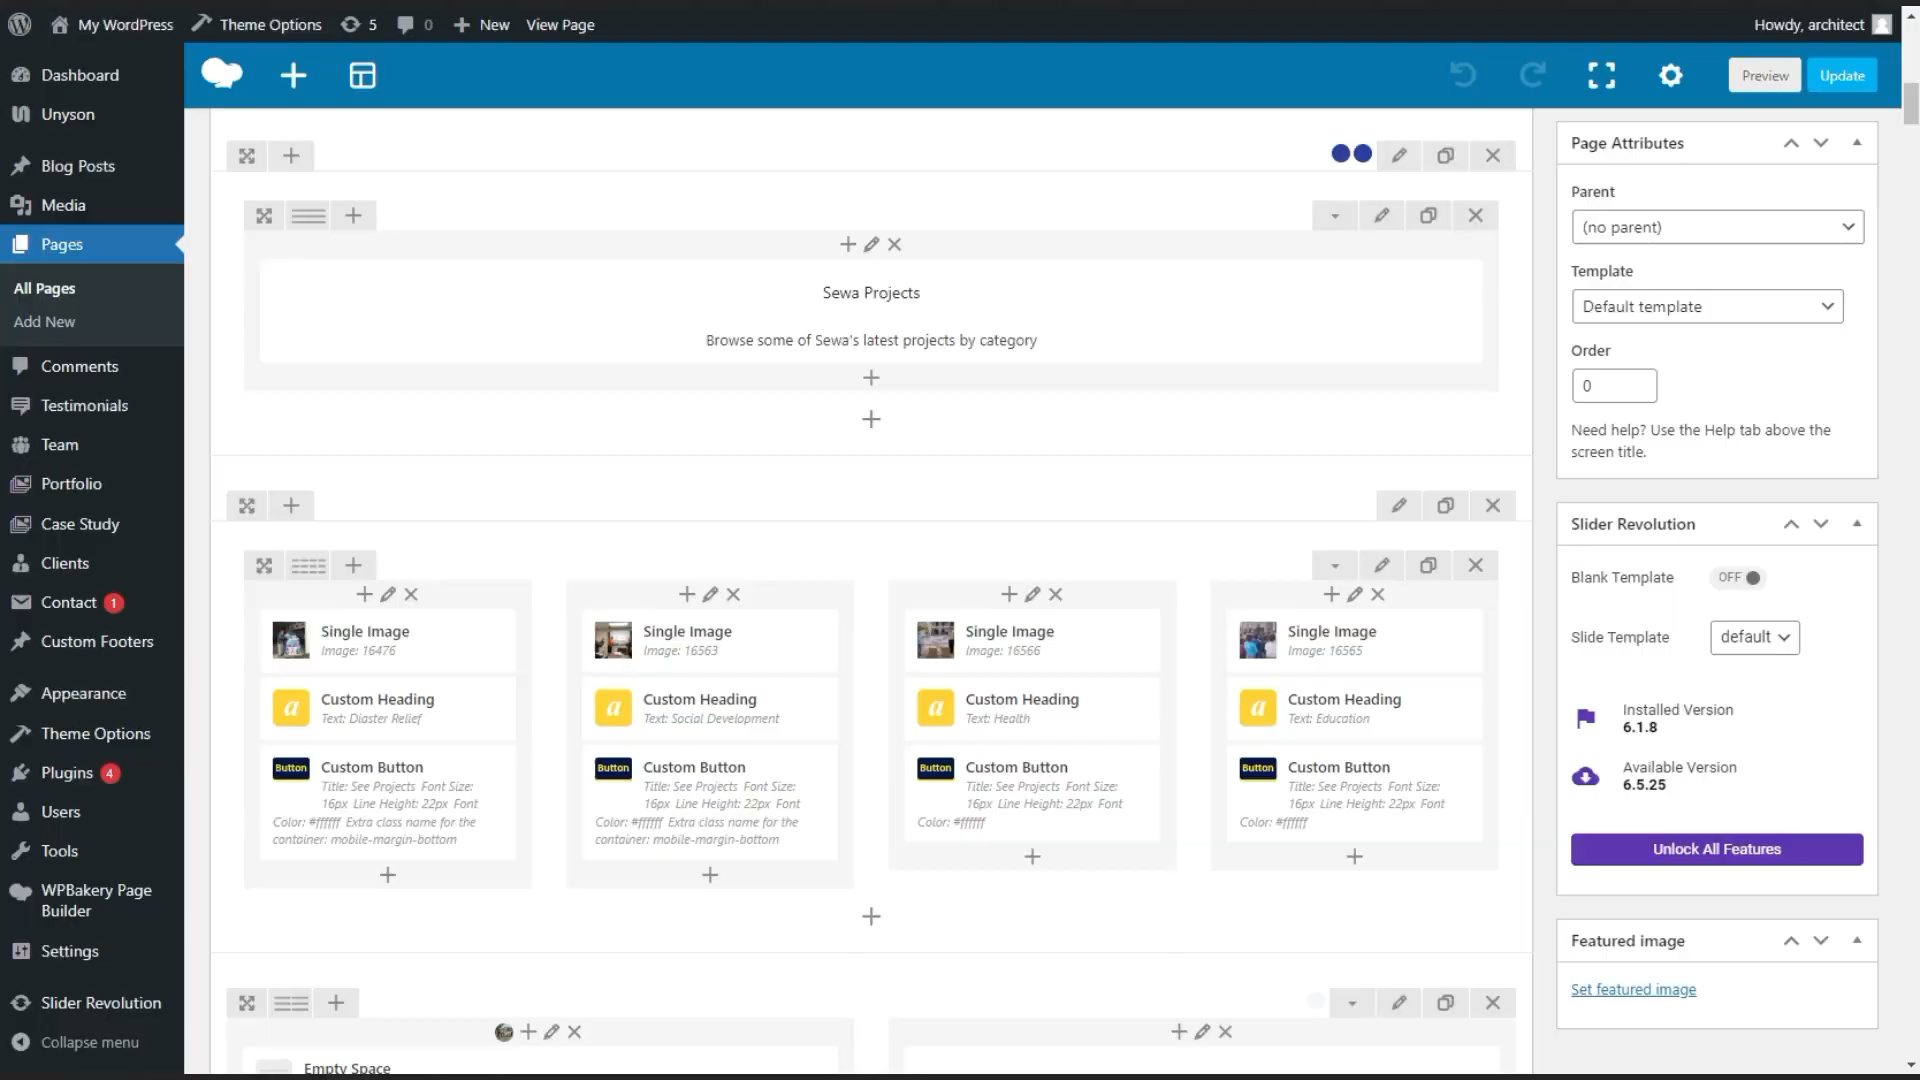 My WordPress Theme Options 5 0 New View Page Howdy, architect
Dashboard
Unyson
Blog Posts
Media
Pages
All Pages
Add New
Comments
Testimonials
Team
Portfolio
Case Study
Clients
Contact 1
Custom Footers
Appearance
Theme Options
Plugins 4
Users
Tools
WPBakery Page
Builder
Settings
Slider Revolution
Collapse menu
Preview Update
Sewa Projects
Browse some of Sewa's latest projects by category
Single Image
Image: 16476
Custom Heading
Text: Diaster Relief
Button Custom Button
Title: See Projects Font Size:
16px Line Height: 22px Font
Color: #ffffff Extra class name for the
container: mobile-margin-bottom
Single Image
Image: 16563
a Custom Heading
Text: Social Development
Button Custom Button
Title: See Projects Font Size:
16px Line Height: 22px Font
Color: #ffffff Extra class name for the
container: mobile-margin-bottom
Single Image
Image: 16566
a Custom Heading
Text: Health
Button Custom Button
Title: See Projects Font Size:
16px Line Height: 22px Font
Color: #ffffff
Single Image
Image: 16565
a Custom Heading
Text: Education
Button Custom Button
Title: See Projects Font Size:
16px Line Height: 22px Font
Color: #ffffff
Empty Space
Page Attributes
Parent
(no parent)
Template
Default template
Order
0
Need help? Use the Help tab above the
screen title.
Slider Revolution
Blank Template OFF
Slide Template default
Installed Version
6.1.8
Available Version
6.5.25
Unlock All Features
Featured image
Set featured image